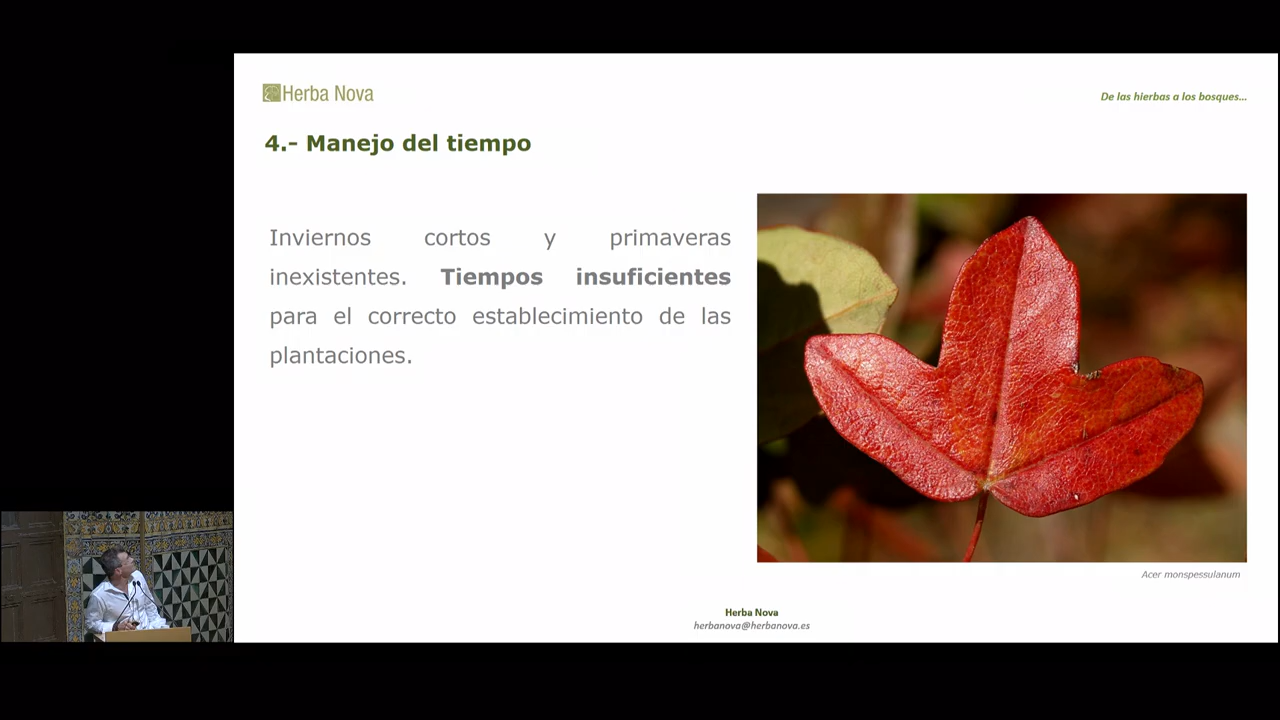 Herba Nova
De las hierbas a los bosques...
4.- Manejo del tiempo
Inviernos cortos y primaveras
inexistentes. Tiempos insuficientes
para el correcto establecimiento de las
plantaciones.
Acer monspessulanum
Herba Nova
herbanova@herbanova.es